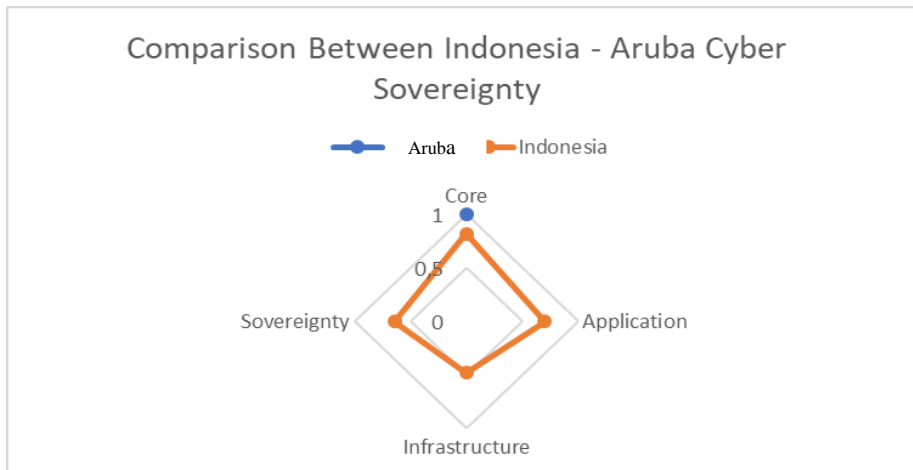 Comparison Between Indonesia - Aruba Cyber
Sovereignty
Aruba Indonesia
Core
1
0,5
Sovereignty 0 Application
Infrastructure